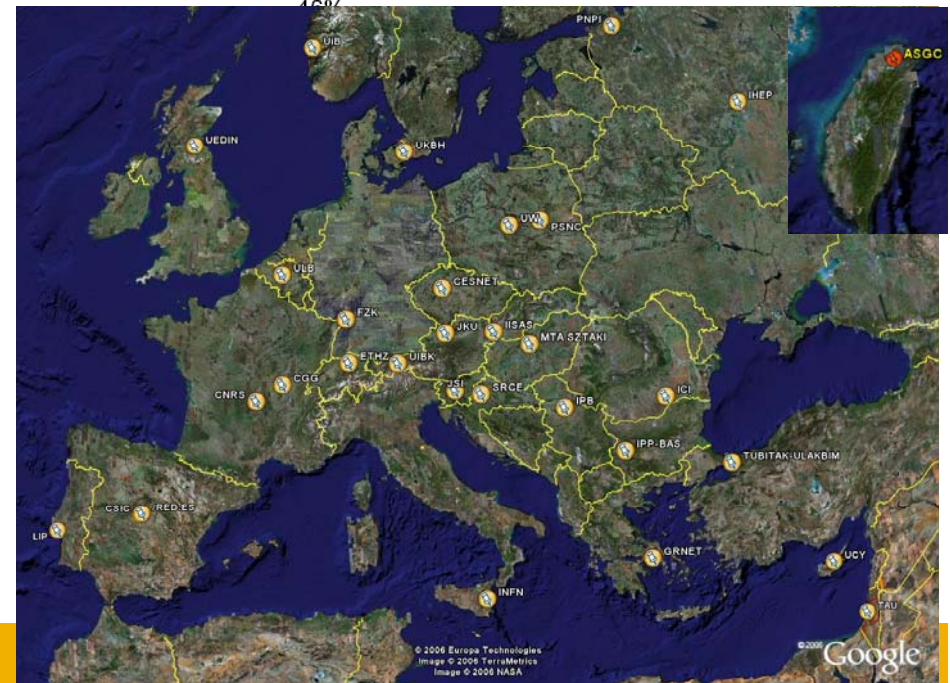 46%
PNPI
UiB
ASGC
IHEP
UEDIN
UKBH
UW
PSNC
ULB
CESNET
FZK
JKU
IISAS
MTA SZTAKI
ETHZ
UIBK
CGG
CNRS
JSI
SRCE
IPB
ICI
IPP-BAS
TUBITAK-ULAKBIM
CSIC /RED.ES
LIP
GRNET
UCY
INFN
TAU
© 2006 Europa Technologies
Image © 2006 TerraMetrics
Image © 2006 NASA
©2006 Google